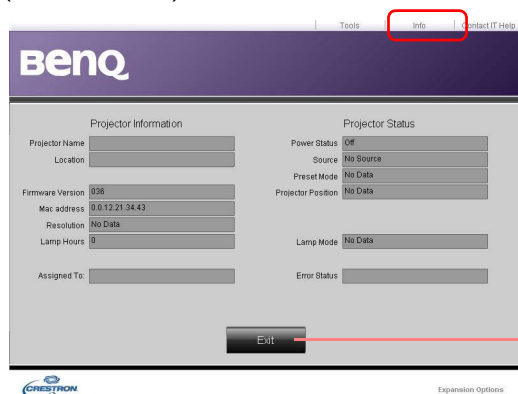 Tools Info Contact IT Help
BenQ
Projector Information
Projector Name
Location
Firmware Version 036
Mac address 0.0.12.21.34.43
Resolution No Data
Lamp Hours 0
Assigned To:
Projector Status
Power Status Off
Source No Source
Preset Mode No Data
Projector Position No Data
Lamp Mode No Data
Error Status
Exit
CRESTRON
Expansion Options